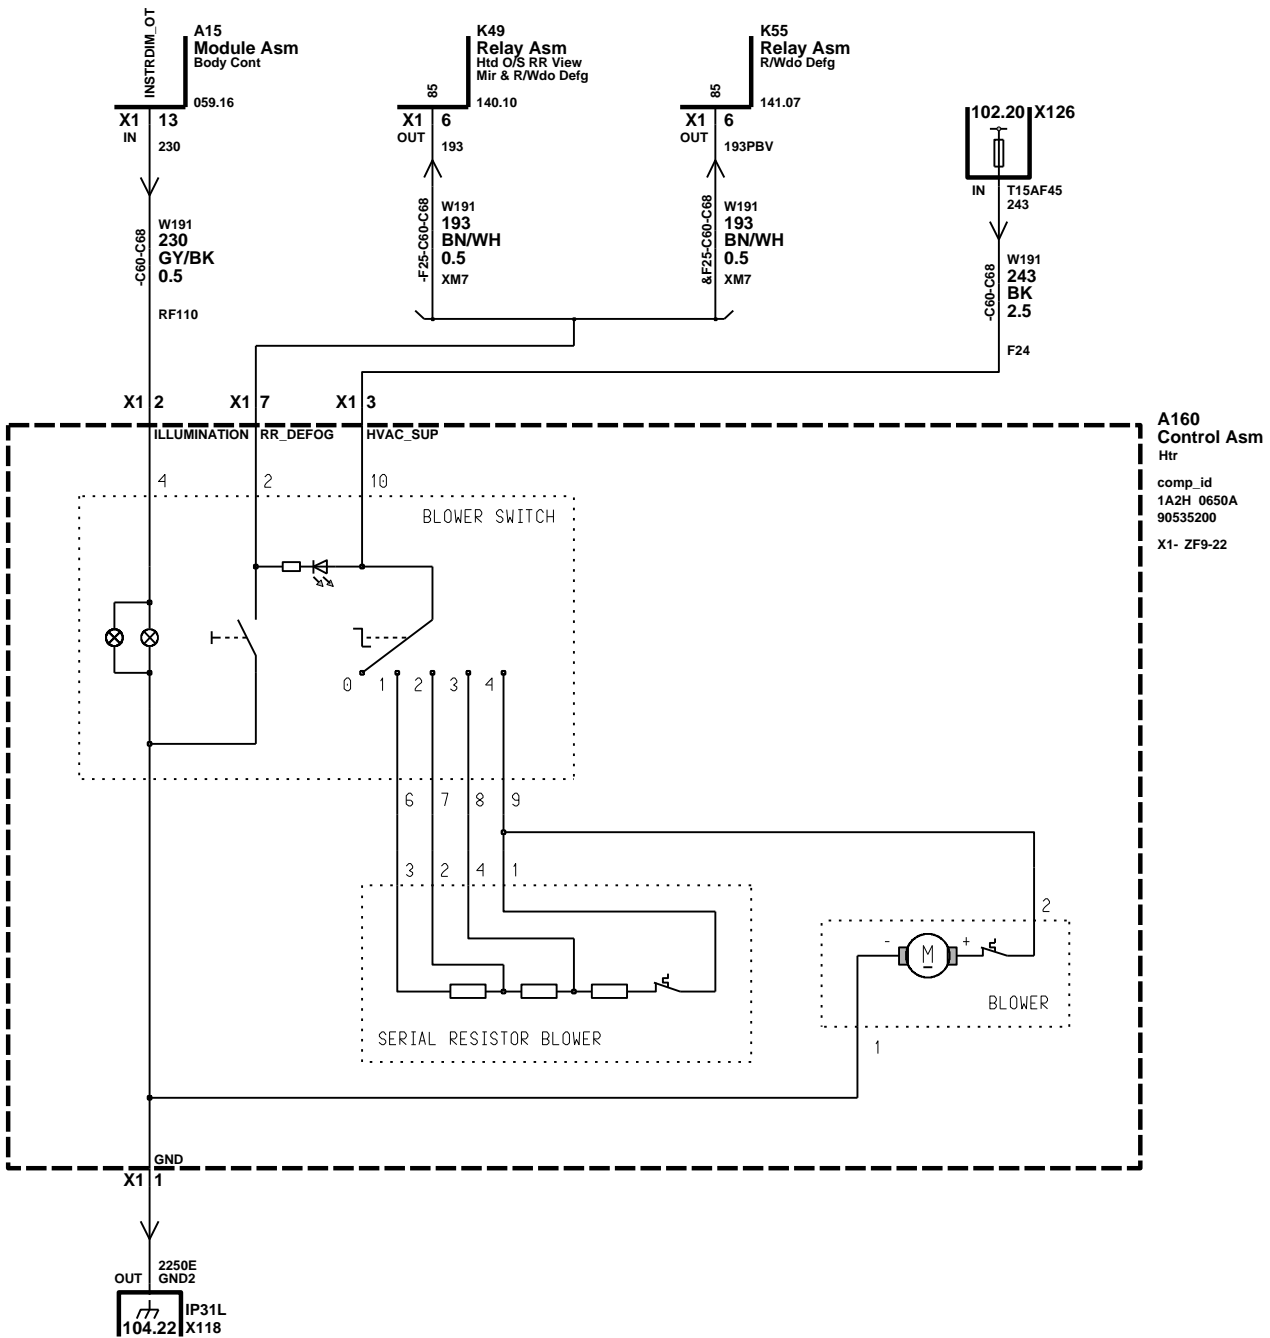 INSTRDIM_OT
A15
Module Asm
Body Cont
059.16
X1 13
IN
230
W191
230
GY/BK
0.5
-C60-C68
RF110
85
K49
Relay Asm
Htd O/S RR View
Mir & R/Wdo Defg
140.10
X1 6
OUT
193
W191
193
BN/WH
0.5
XM7
-F25-C60-C68
85
K55
Relay Asm
R/Wdo Defg
141.07
X1 6
OUT
193PBV
W191
193
BN/WH
0.5
XM7
&F25-C60-C68
102.20 X126
IN T15AF45
243
W191
243
BK
2.5
-C60-C68
F24
X1 2
X1 7
X1 3
ILLUMINATION
RR_DEFOG
HVAC_SUP
A160
Control Asm
Htr
comp_id
1A2H 0650A
90535200
X1- ZF9-22
4
2
10
BLOWER SWITCH
0 1 2 3 4
6 7 8 9
3 2 4 1
2
- M +
BLOWER
SERIAL RESISTOR BLOWER
1
GND
X1 1
2250E
OUT GND2
IP31L
104.22 X118